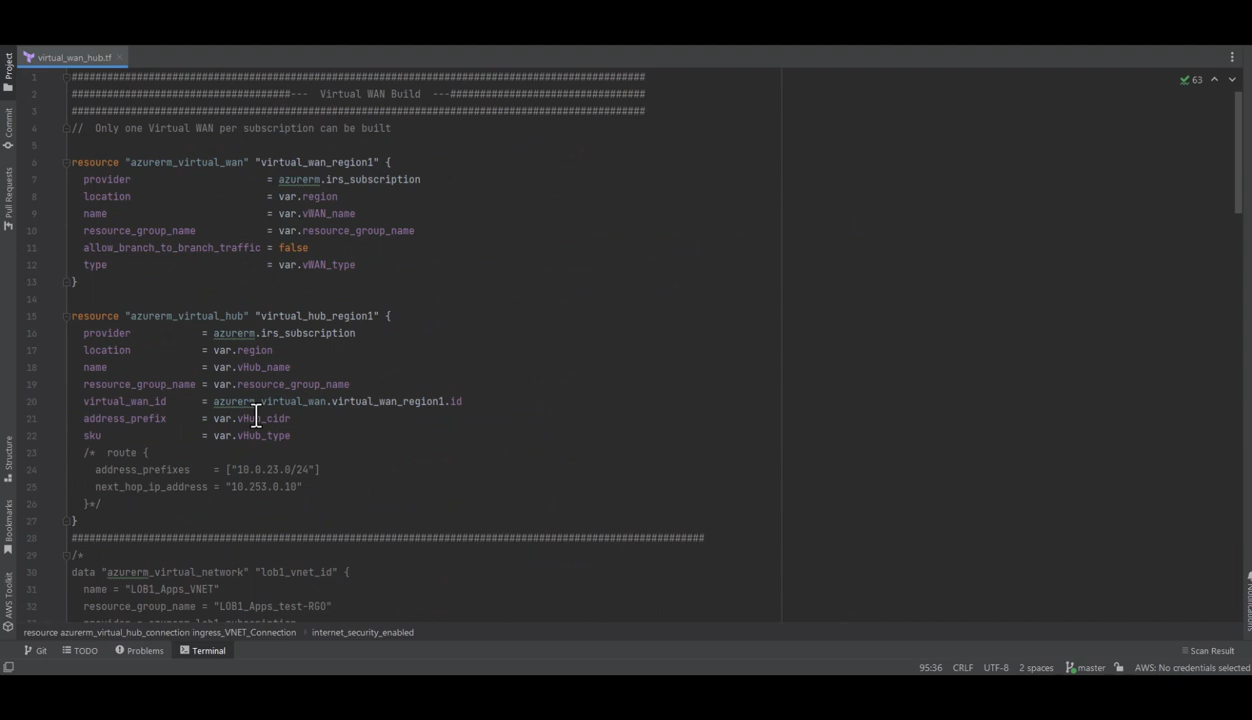 virtual_wan_hub.tf
Project
Commit
Pull Requests
Structure
Bookmarks
AWS Toolkit
Notifications
63
1 ##################################################################################################
2 #####################################--- Virtual WAN Build ---#################################
3 ##################################################################################################
4 // Only one Virtual WAN per subscription can be built
5
6 resource "azurerm_virtual_wan" "virtual_wan_region1" {
7 provider = azurerm.irs_subscription
8 location = var.region
9 name = var.vWAN_name
10 resource_group_name = var.resource_group_name
11 allow_branch_to_branch_traffic = false
12 type = var.vWAN_type
13 }
14
15 resource "azurerm_virtual_hub" "virtual_hub_region1" {
16 provider = azurerm.irs_subscription
17 location = var.region
18 name = var.vHub_name
19 resource_group_name = var.resource_group_name
20 virtual_wan_id = azurerm_virtual_wan.virtual_wan_region1.id
21 address_prefix = var.vHub_cidr
22 sku = var.vHub_type
23 /* route {
24 address_prefixes = ["10.0.23.0/24"]
25 next_hop_ip_address = "10.253.0.10"
26 }*/
27 }
28 ############################################################################################################
29 /*
30 data "azurerm_virtual_network" "lob1_vnet_id" {
31 name = "LOB1_Apps_VNET"
32 resource_group_name = "LOB1_Apps_test-RGO"
resource azurerm_virtual_hub_connection ingress_VNET_Connection › internet_security_enabled
Git TODO Problems Terminal Scan Result
95:36 CRLF UTF-8 2 spaces master AWS: No credentials selected